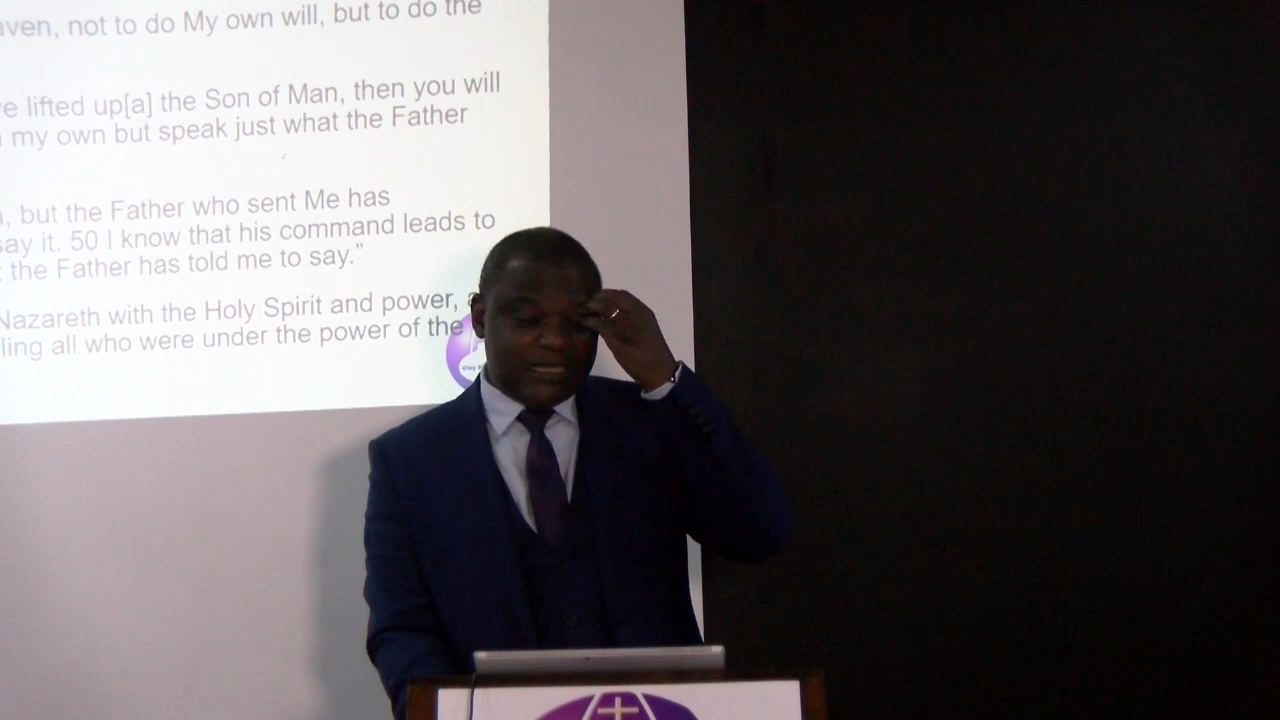 aven, not to do My own will, but to do the
e lifted up[a] the Son of Man, then you will
my own but speak just what the Father
, but the Father who sent Me has
say it. 50 I know that his command leads to
t the Father has told me to say.”
Nazareth with the Holy Spirit and power, a
ling all who were under the power of the